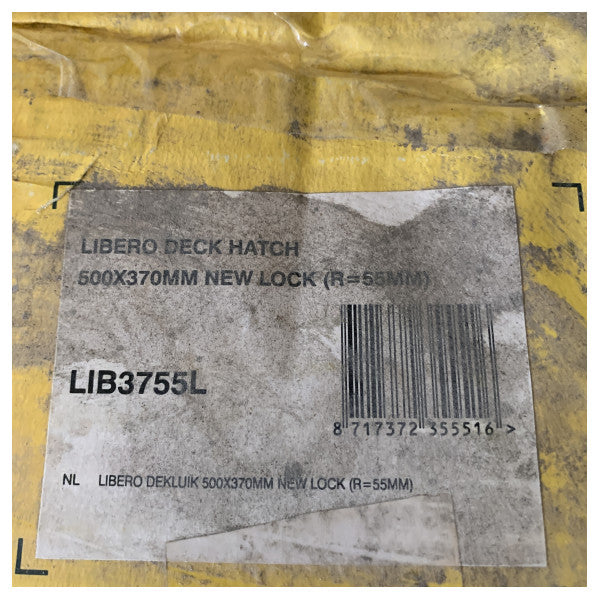 LIBERO DECK HATCH
500X370MM NEW LOCK (R=55MM)
LIB3755L
8 717372 355516 >
NL LIBERO DEKLUIK 500X370MM NEW LOCK (R=55MM)